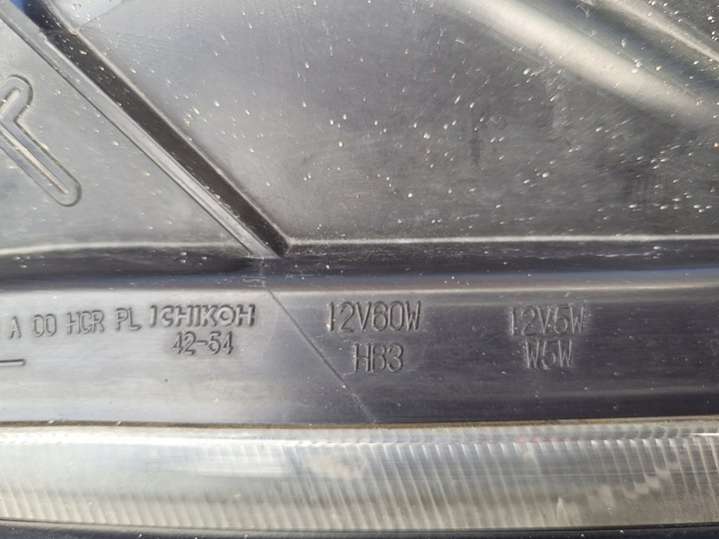 A 00 HCR PL ICHIKOH 12V60W 12V5W
42-54 HB3 W5W